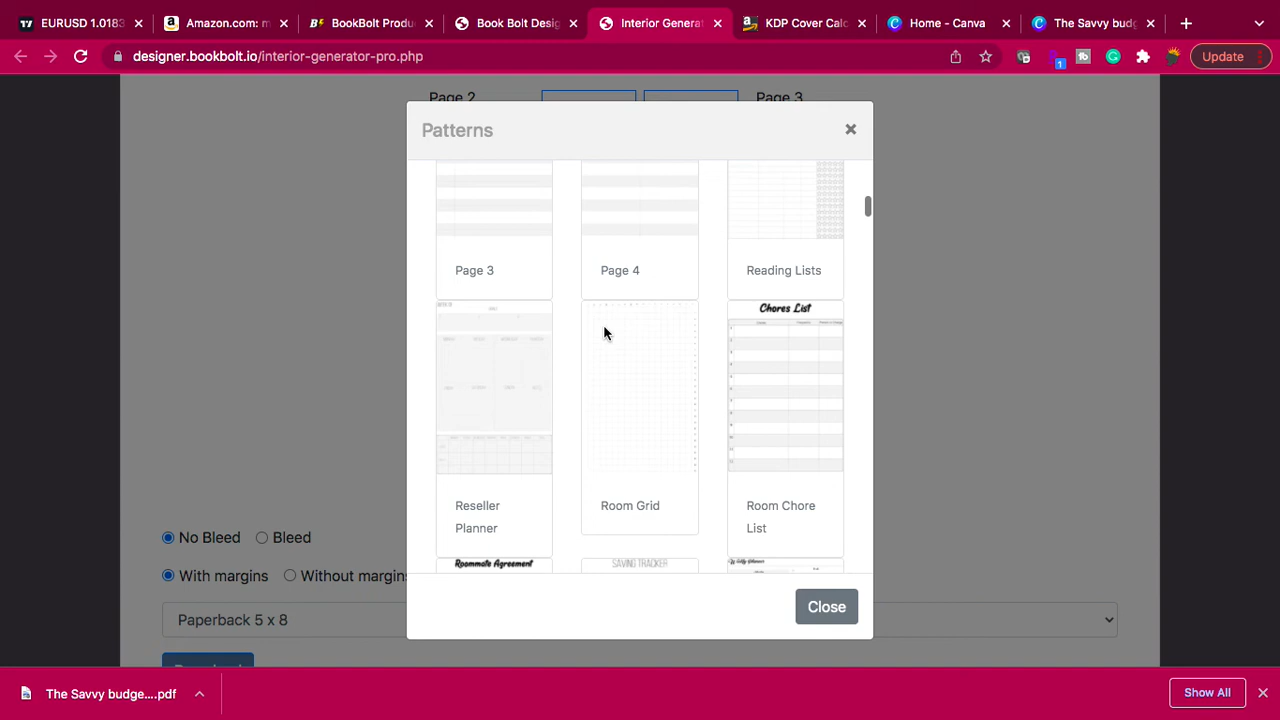 EURUSD 1.0183
Amazon.com: m
BookBolt Produ
Book Bolt Desig
Interior Genera
KDP Cover Calc
Home - Canva
The Savvy budg
designer.bookbolt.io/interior-generator-pro.php
1
Update
Page 2
Page 3
Patterns
Page 3
Page 4
Reading Lists
Chores List
Reseller
Planner
Room Grid
Room Chore
List
Roommate Agreement
SAVING TRACKER
No Bleed
Bleed
With margins
Without margins
Paperback 5 x 8
Close
The Savvy budge....pdf
Show All